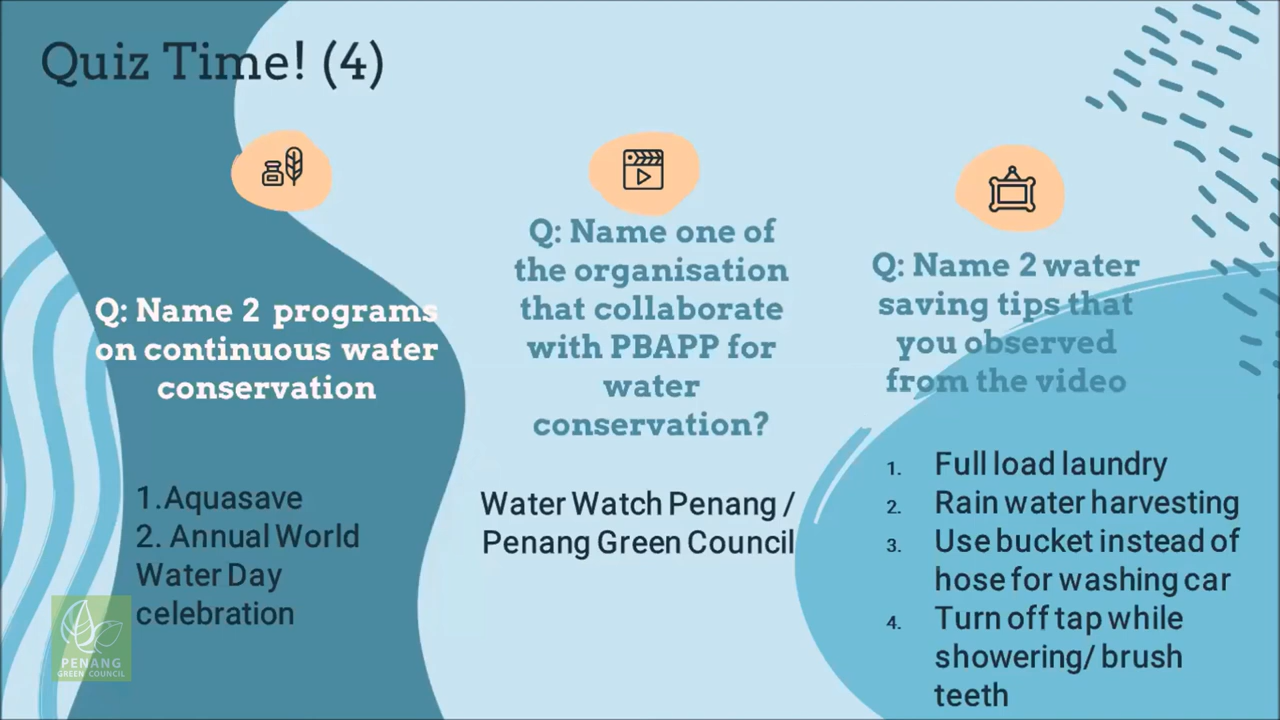 Quiz Time! (4)
Q: Name 2 programs
on continuous water
conservation
1.Aquasave
2. Annual World
Water Day
celebration
Q: Name one of
the organisation
that collaborate
with PBAPP for
water
conservation?
Water Watch Penang /
Penang Green Council
Q: Name 2 water
saving tips that
you observed
from the video
1. Full load laundry
2. Rain water harvesting
3. Use bucket instead of
hose for washing car
4. Turn off tap while
showering/ brush
teeth
PENANG
GREEN COUNCIL